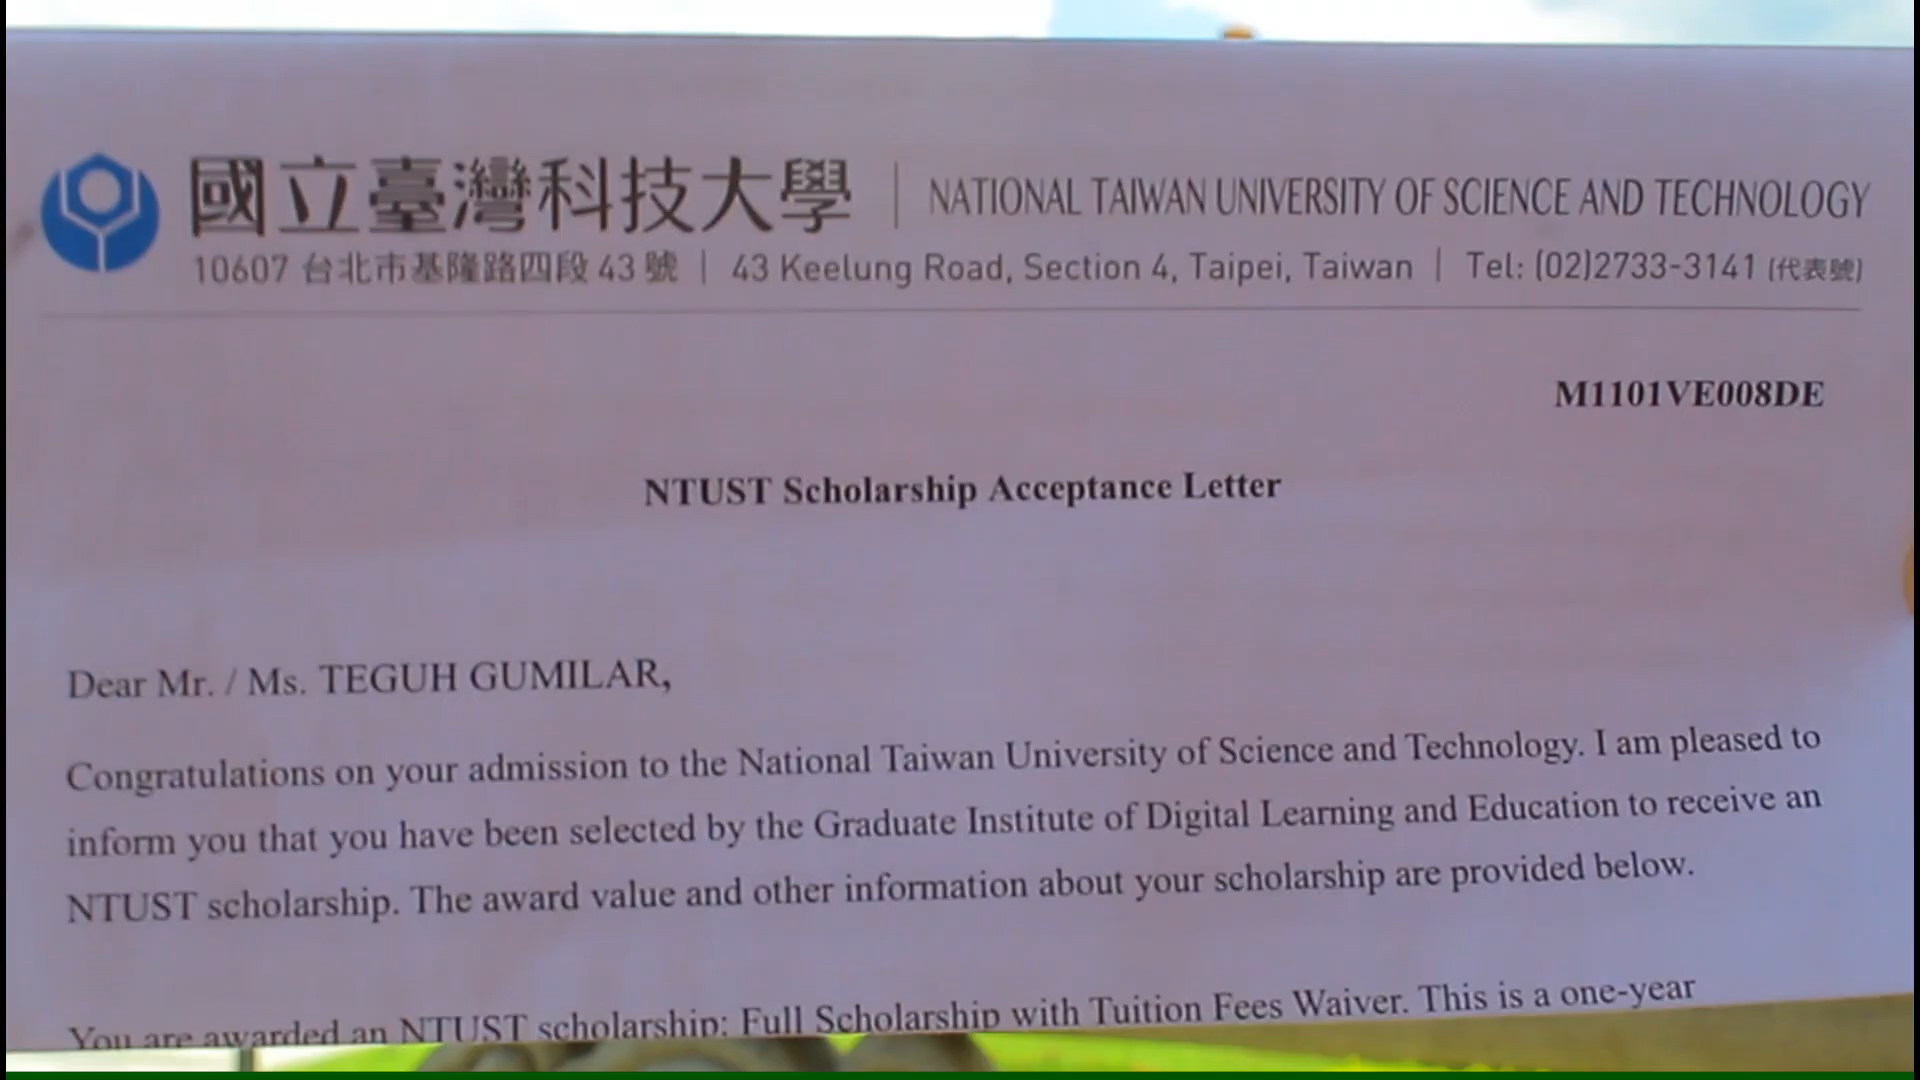 國立臺灣科技大學 | NATIONAL TAIWAN UNIVERSITY OF SCIENCE AND TECHNOLOGY
10607 台北市基隆路四段 43 號 | 43 Keelung Road, Section 4, Taipei, Taiwan | Tel: (02)2733-3141 (代表號)
M1101VE008DE
NTUST Scholarship Acceptance Letter
Dear Mr. / Ms. TEGUH GUMILAR,
Congratulations on your admission to the National Taiwan University of Science and Technology. I am pleased to
inform you that you have been selected by the Graduate Institute of Digital Learning and Education to receive an
NTUST scholarship. The award value and other information about your scholarship are provided below.
You are awarded an NTUST scholarship: Full Scholarship with Tuition Fees Waiver. This is a one-year